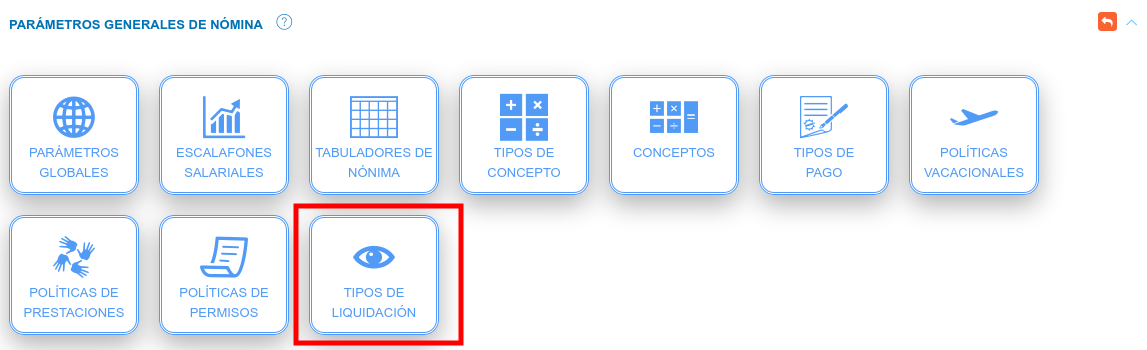 PARÁMETROS GENERALES DE NÓMINA ?
PARÁMETROS
GLOBALES
ESCALAFONES
SALARIALES
TABULADORES DE
NÓNIMA
TIPOS DE
CONCEPTO
CONCEPTOS
TIPOS DE
PAGO
POLÍTICAS
VACACIONALES
POLÍTICAS DE
PRESTACIONES
POLÍTICAS DE
PERMISOS
TIPOS DE
LIQUIDACIÓN